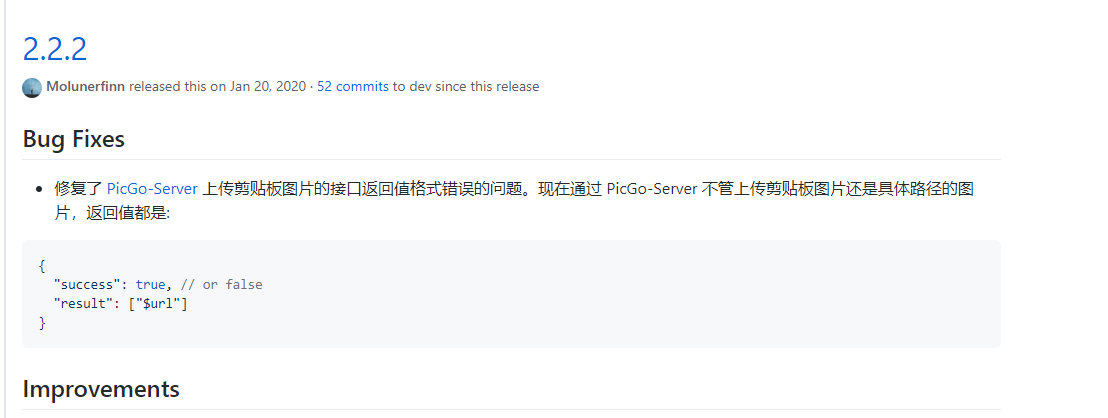 2.2.2
Molunerfinn released this on Jan 20, 2020 · 52 commits to dev since this release
Bug Fixes
• 修复了 PicGo-Server 上传剪贴板图片的接口返回值格式错误的问题。现在通过 PicGo-Server 不管上传剪贴板图片还是具体路径的图
片，返回值都是:
{
  "success": true, // or false
  "result": ["$url"]
}
Improvements